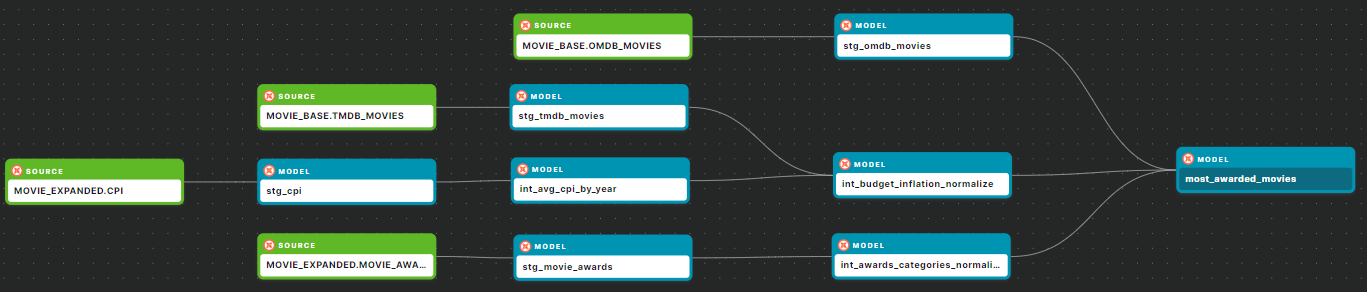 SOURCE
MOVIE_BASE.OMDB_MOVIES
MODEL
stg_omdb_movies
SOURCE
MOVIE_BASE.TMDB_MOVIES
MODEL
stg_tmdb_movies
SOURCE
MOVIE_EXPANDED.CPI
MODEL
stg_cpi
MODEL
int_avg_cpi_by_year
MODEL
int_budget_inflation_normalize
MODEL
most_awarded_movies
SOURCE
MOVIE_EXPANDED.MOVIE_AWA...
MODEL
stg_movie_awards
MODEL
int_awards_categories_normali...